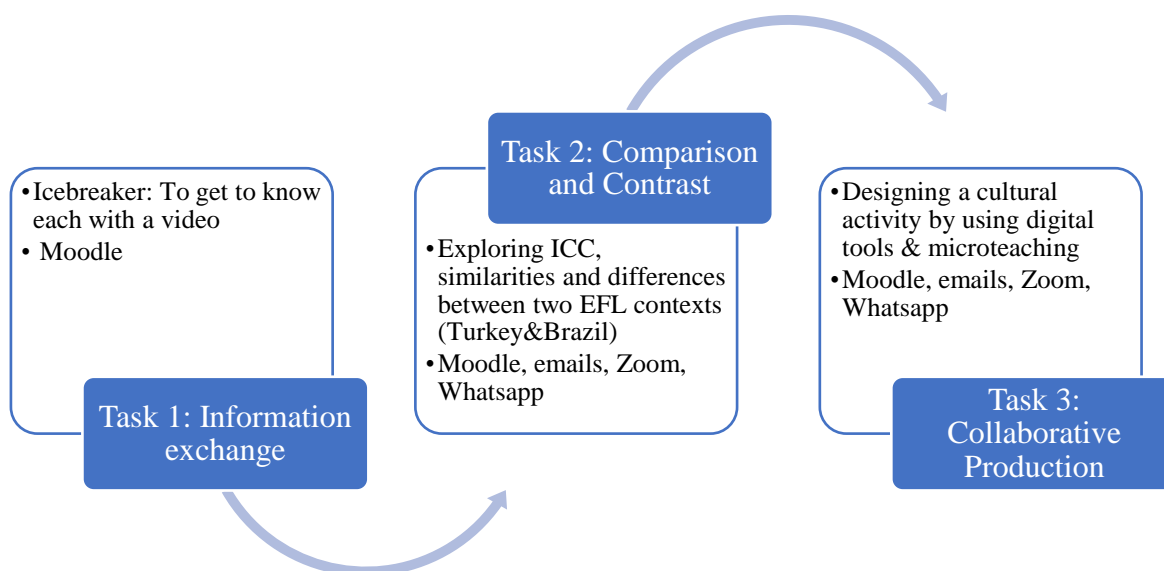 •Icebreaker: To get to know
each with a video
• Moodle
Task 1: Information
exchange
Task 2: Comparison
and Contrast
•Exploring ICC,
similarities and differences
between two EFL contexts
(Turkey&Brazil)
•Moodle, emails, Zoom,
Whatsapp
•Designing a cultural
activity by using digital
tools & microteaching
•Moodle, emails, Zoom,
Whatsapp
Task 3:
Collaborative
Production